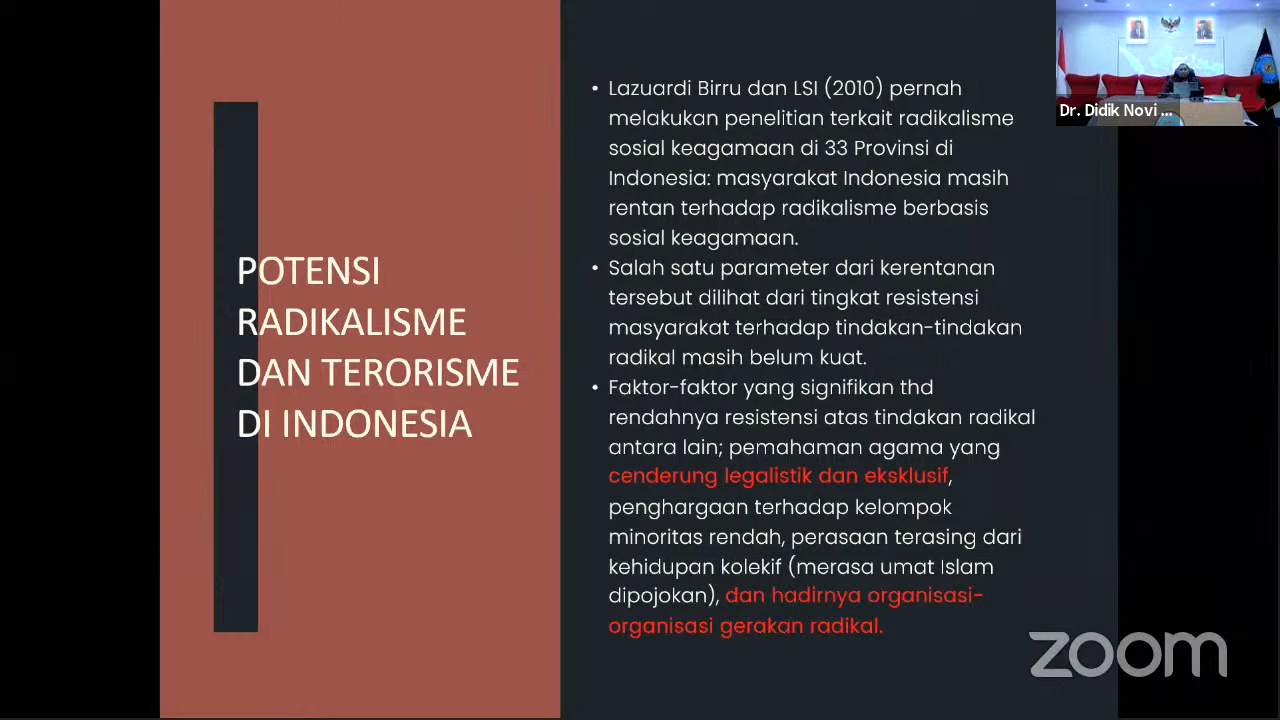 POTENSI
RADIKALISME
DAN TERORISME
DI INDONESIA
• Lazuardi Birru dan LSI (2010) pernah
melakukan penelitian terkait radikalisme
sosial keagamaan di 33 Provinsi di
Indonesia: masyarakat Indonesia masih
rentan terhadap radikalisme berbasis
sosial keagamaan.
• Salah satu parameter dari kerentanan
tersebut dilihat dari tingkat resistensi
masyarakat terhadap tindakan-tindakan
radikal masih belum kuat.
• Faktor-faktor yang signifikan thd
rendahnya resistensi atas tindakan radikal
antara lain; pemahaman agama yang
cenderung legalistik dan eksklusif,
penghargaan terhadap kelompok
minoritas rendah, perasaan terasing dari
kehidupan kolekif (merasa umat Islam
dipojokan), dan hadirnya organisasi-
organisasi gerakan radikal.
Dr. Didik Novi ...
zoom